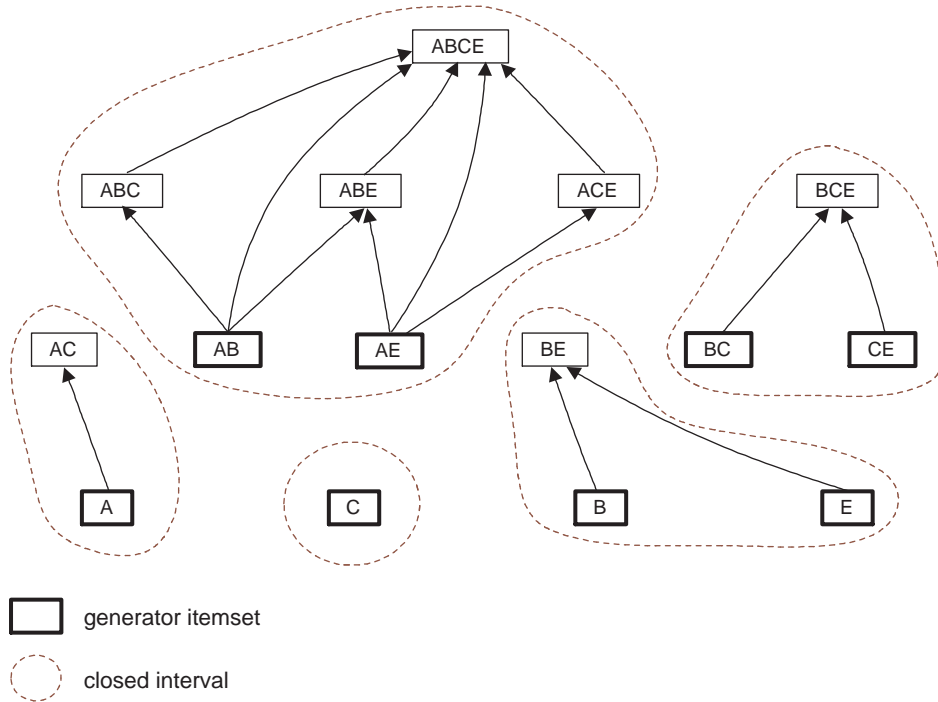 ABCE
ABC
ABE
ACE
BCE
AC
AB
AE
BE
BC
CE
A
C
B
E
generator itemset
closed interval